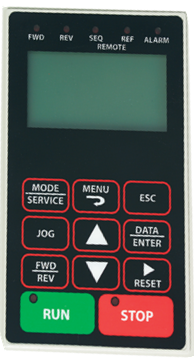 FWD REV SEQ REF ALARM
REMOTE
MODE MENU ESC
SERVICE
JOG DATA
ENTER
FWD
REV RESET
RUN STOP